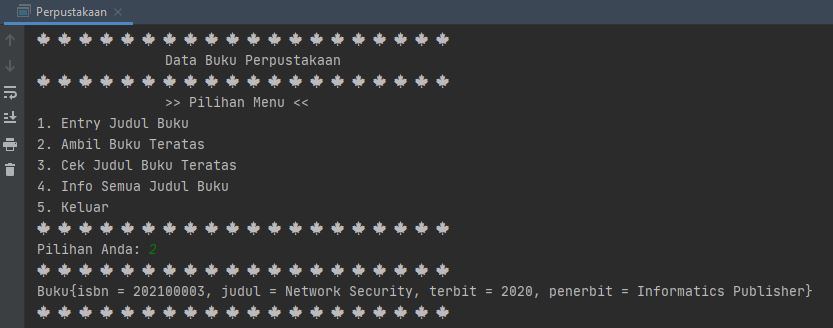 Perpustakaan
🍁 🍁 🍁 🍁 🍁 🍁 🍁 🍁 🍁 🍁 🍁 🍁 🍁 🍁 🍁 🍁 🍁 🍁 🍁 🍁
Data Buku Perpustakaan
🍁 🍁 🍁 🍁 🍁 🍁 🍁 🍁 🍁 🍁 🍁 🍁 🍁 🍁 🍁 🍁 🍁 🍁 🍁 🍁
>> Pilihan Menu <<
1. Entry Judul Buku
2. Ambil Buku Teratas
3. Cek Judul Buku Teratas
4. Info Semua Judul Buku
5. Keluar
🍁 🍁 🍁 🍁 🍁 🍁 🍁 🍁 🍁 🍁 🍁 🍁 🍁 🍁 🍁 🍁 🍁 🍁 🍁 🍁
Pilihan Anda: 2
🍁 🍁 🍁 🍁 🍁 🍁 🍁 🍁 🍁 🍁 🍁 🍁 🍁 🍁 🍁 🍁 🍁 🍁 🍁 🍁
Buku{isbn = 202100003, judul = Network Security, terbit = 2020, penerbit = Informatics Publisher}
🍁 🍁 🍁 🍁 🍁 🍁 🍁 🍁 🍁 🍁 🍁 🍁 🍁 🍁 🍁 🍁 🍁 🍁 🍁 🍁